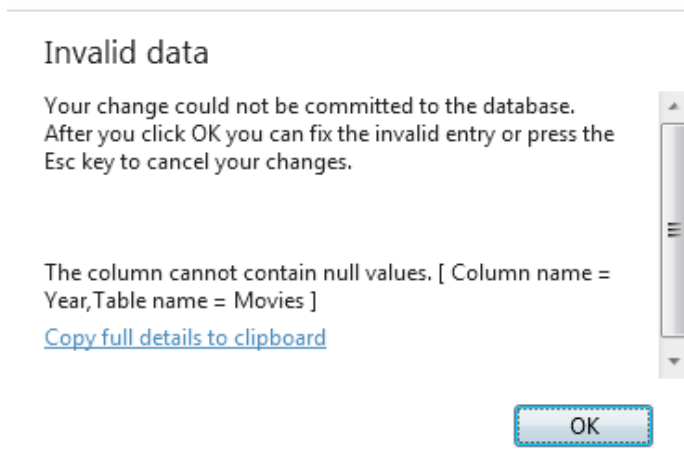 Invalid data
Your change could not be committed to the database.
After you click OK you can fix the invalid entry or press the
Esc key to cancel your changes.
The column cannot contain null values. [ Column name =
Year,Table name = Movies ]
Copy full details to clipboard
OK